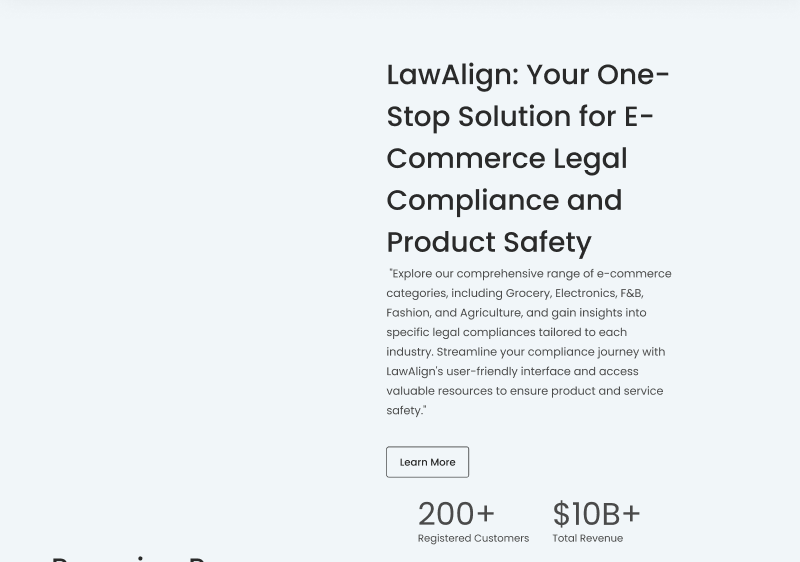 LawAlign: Your One-
Stop Solution for E-
Commerce Legal
Compliance and
Product Safety
"Explore our comprehensive range of e-commerce
categories, including Grocery, Electronics, F&B,
Fashion, and Agriculture, and gain insights into
specific legal compliances tailored to each
industry. Streamline your compliance journey with
LawAlign's user-friendly interface and access
valuable resources to ensure product and service
safety."
Learn More
200+
Registered Customers
$10B+
Total Revenue